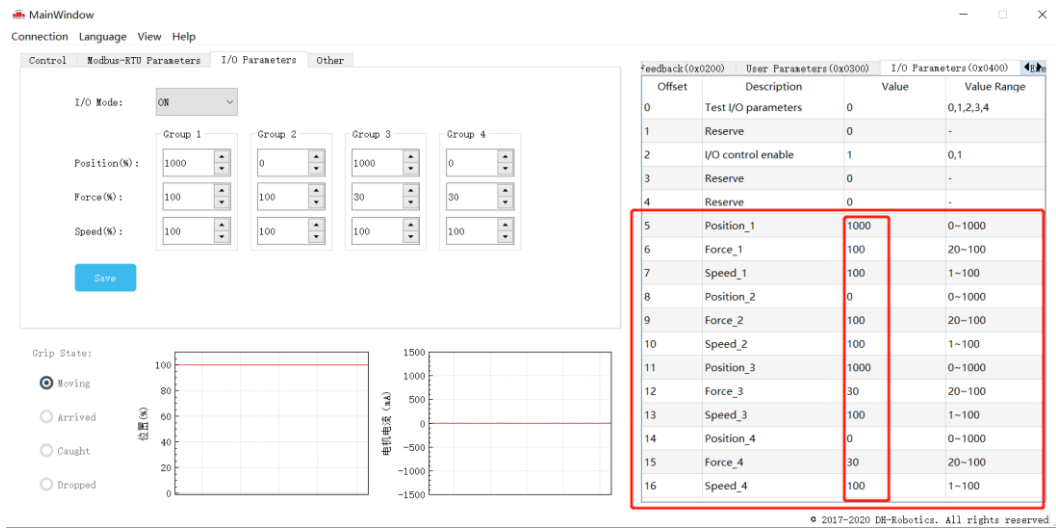 MainWindow
Connection Language View Help
Control Modbus-RTU Parameters I/O Parameters Other
I/O Mode: ON
Group 1 Group 2 Group 3 Group 4
Position(%): 1000 0 1000 0
Force(%): 100 100 30 30
Speed(%): 100 100 100 100
Save
Grip State:
Moving
Arrived
Caught
Dropped
位置(%)
100
80
60
40
20
0
电机电流 (mA)
1500
1000
500
0
-500
-1000
-1500
feedback(0x0200) User Parameters(0x0300) I/O Parameters(0x0400)
Offset Description Value Value Range
0 Test I/O parameters 0 0,1,2,3,4
1 Reserve 0 -
2 I/O control enable 1 0,1
3 Reserve 0 -
4 Reserve 0 -
5 Position_1 1000 0~1000
6 Force_1 100 20~100
7 Speed_1 100 1~100
8 Position_2 0 0~1000
9 Force_2 100 20~100
10 Speed_2 100 1~100
11 Position_3 1000 0~1000
12 Force_3 30 20~100
13 Speed_3 100 1~100
14 Position_4 0 0~1000
15 Force_4 30 20~100
16 Speed_4 100 1~100
© 2017-2020 DH-Robotics. All rights reserved